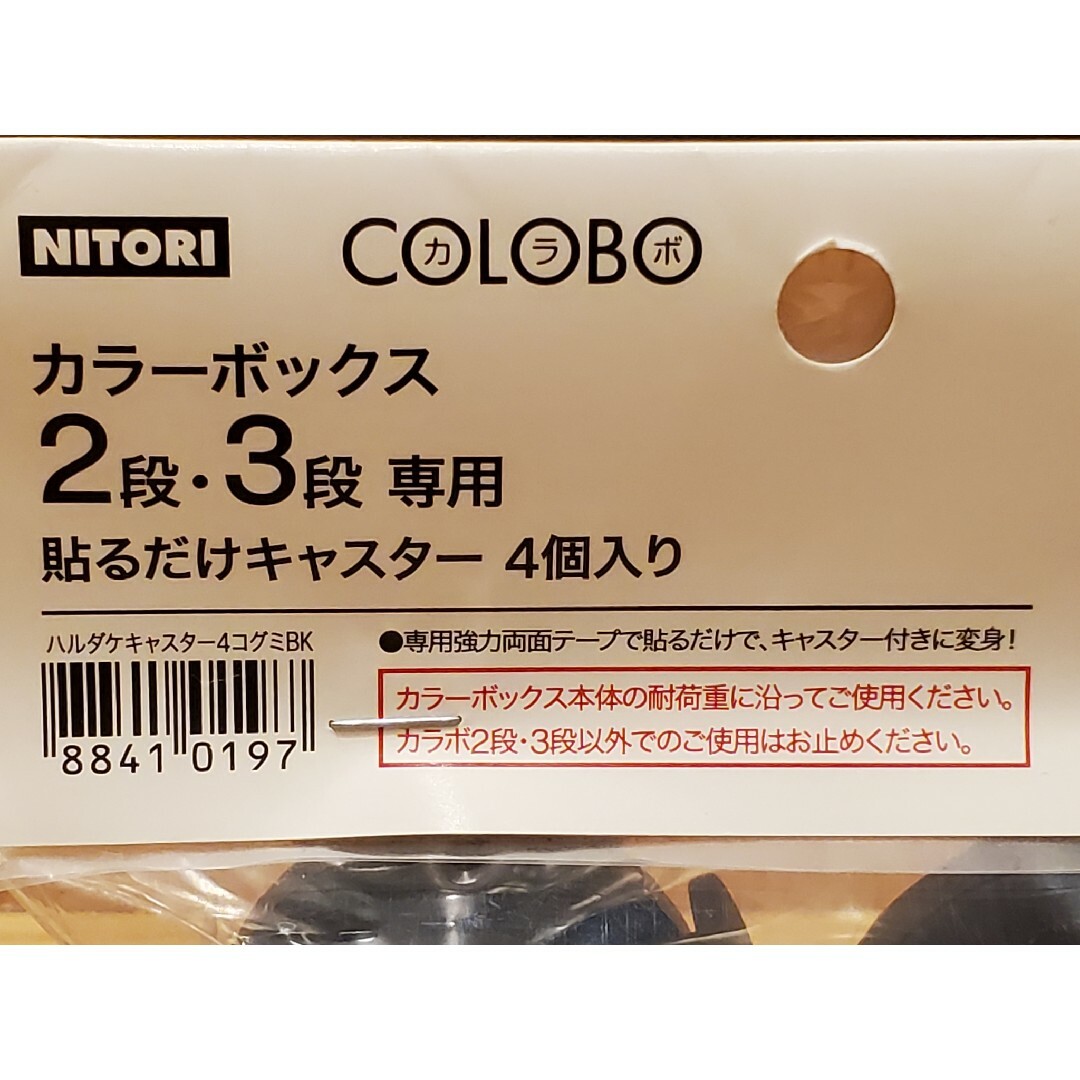 NITORI
COLOBO
カラボ
カラーボックス
2段・3段 専用
貼るだけキャスター 4個入り
ハルダケキャスター4コグミBK
8841 0197
●専用強力両面テープで貼るだけで、キャスター付きに変身!
カラーボックス本体の耐荷重に沿ってご使用ください。
カラボ2段・3段以外でのご使用はお止めください。